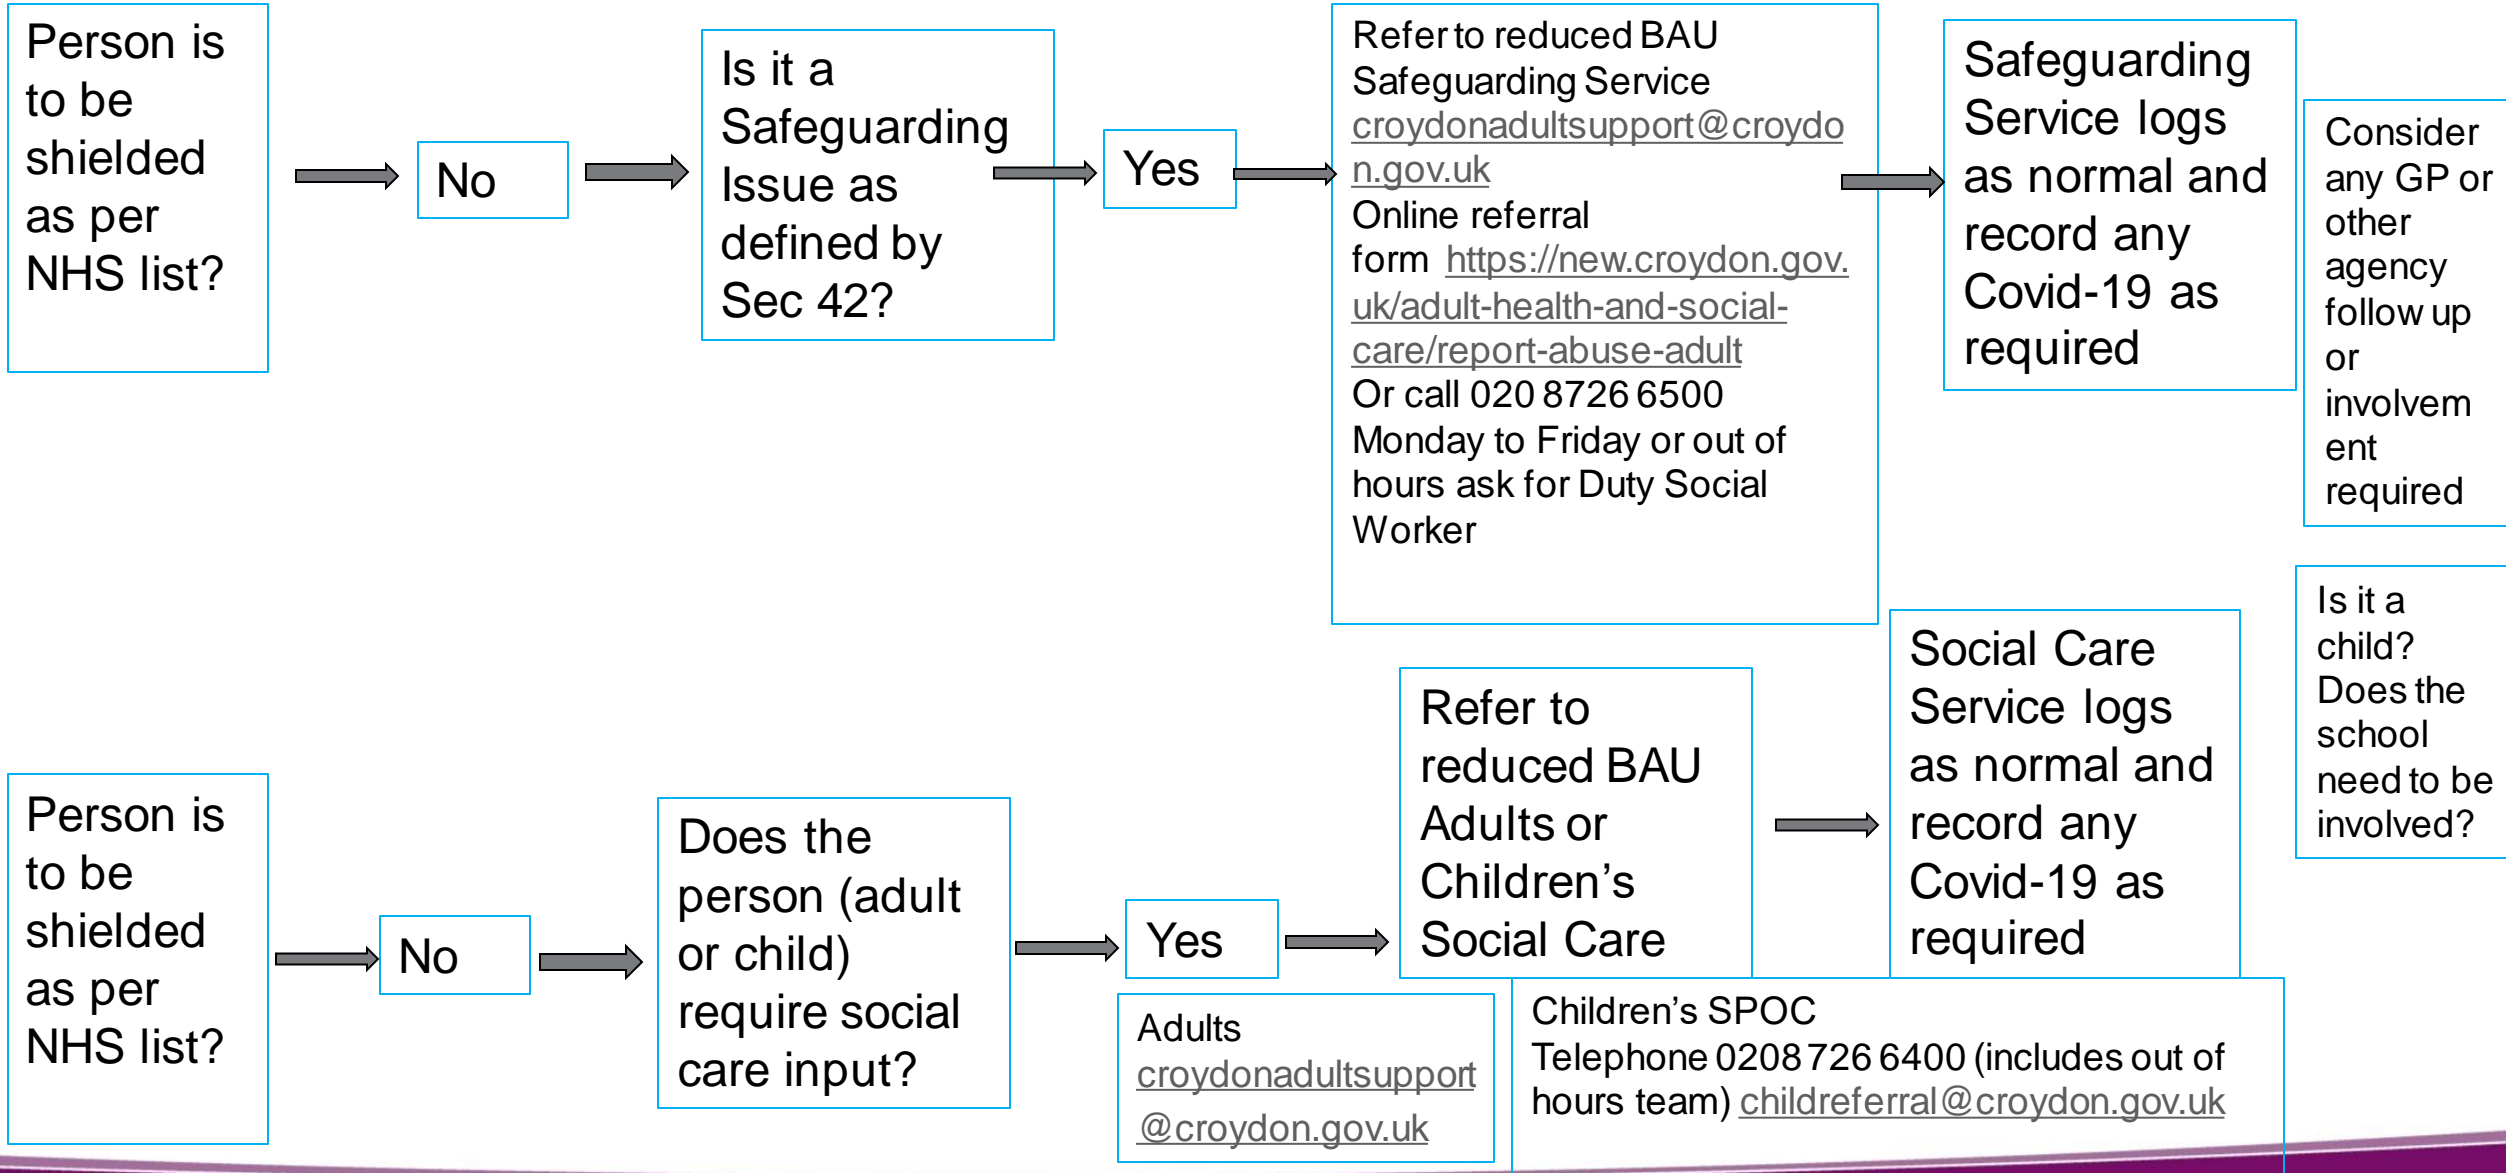 Person is
to be
shielded
as per
NHS list?
No
Is it a
Safeguarding
Issue as
defined by
Sec 42?
Yes
Refer to reduced BAU
Safeguarding Service
croydonadultsupport@croydo
n.gov.uk
Online referral
form https://new.croydon.gov.
uk/adult-health-and-social-
care/report-abuse-adult
Or call 020 8726 6500
Monday to Friday or out of
hours ask for Duty Social
Worker
Safeguarding
Service logs
as normal and
record any
Covid-19 as
required
Consider
any GP or
other
agency
follow up
or
involvem
ent
required
Person is
to be
shielded
as per
NHS list?
No
Does the
person (adult
or child)
require social
care input?
Yes
Refer to
reduced BAU
Adults or
Children’s
Social Care
Social Care
Service logs
as normal and
record any
Covid-19 as
required
Is it a
child?
Does the
school
need to be
involved?
Adults
croydonadultsupport
@croydon.gov.uk
Children’s SPOC
Telephone 0208 726 6400 (includes out of
hours team) childreferral@croydon.gov.uk